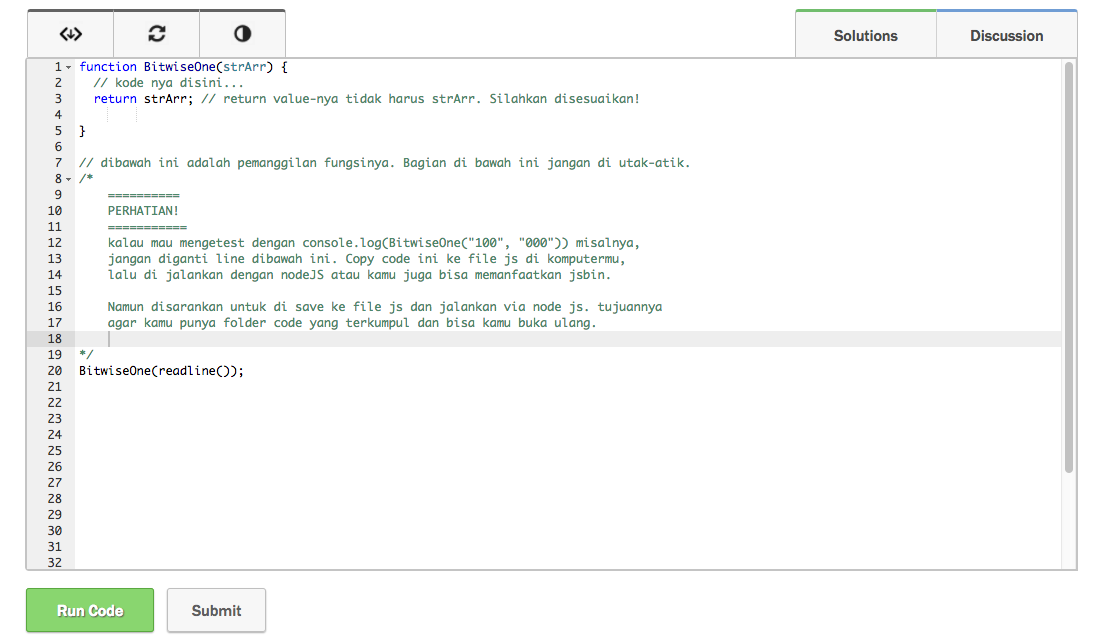 Solutions
Discussion
1 function BitwiseOne(strArr) {
2 // kode nya disini...
3 return strArr; // return value-nya tidak harus strArr. Silahkan disesuaikan!
4
5 }
6
7 // dibawah ini adalah pemanggilan fungsinya. Bagian di bawah ini jangan di utak-atik.
8 /*
9 ==========
10 PERHATIAN!
11 ===========
12 kalau mau mengetest dengan console.log(BitwiseOne("100", "000")) misalnya,
13 jangan diganti line dibawah ini. Copy code ini ke file js di komputermu,
14 lalu di jalankan dengan nodeJS atau kamu juga bisa memanfaatkan jsbin.
15
16 Namun disarankan untuk di save ke file js dan jalankan via node js. tujuannya
17 agar kamu punya folder code yang terkumpul dan bisa kamu buka ulang.
18
19 */
20 BitwiseOne(readline());
21
22
23
24
25
26
27
28
29
30
31
32
Run Code
Submit